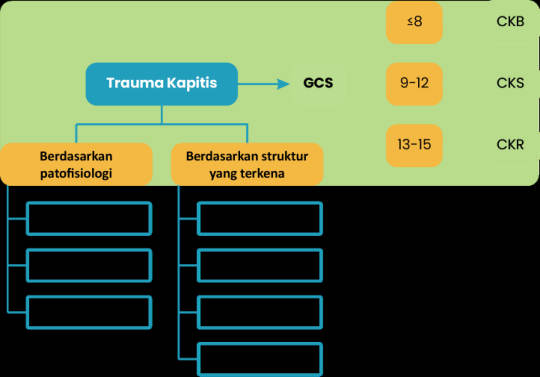 ≤8 CKB
Trauma Kapitis GCS 9-12 CKS
13-15 CKR
Berdasarkan
patofisiologi
Berdasarkan struktur
yang terkena